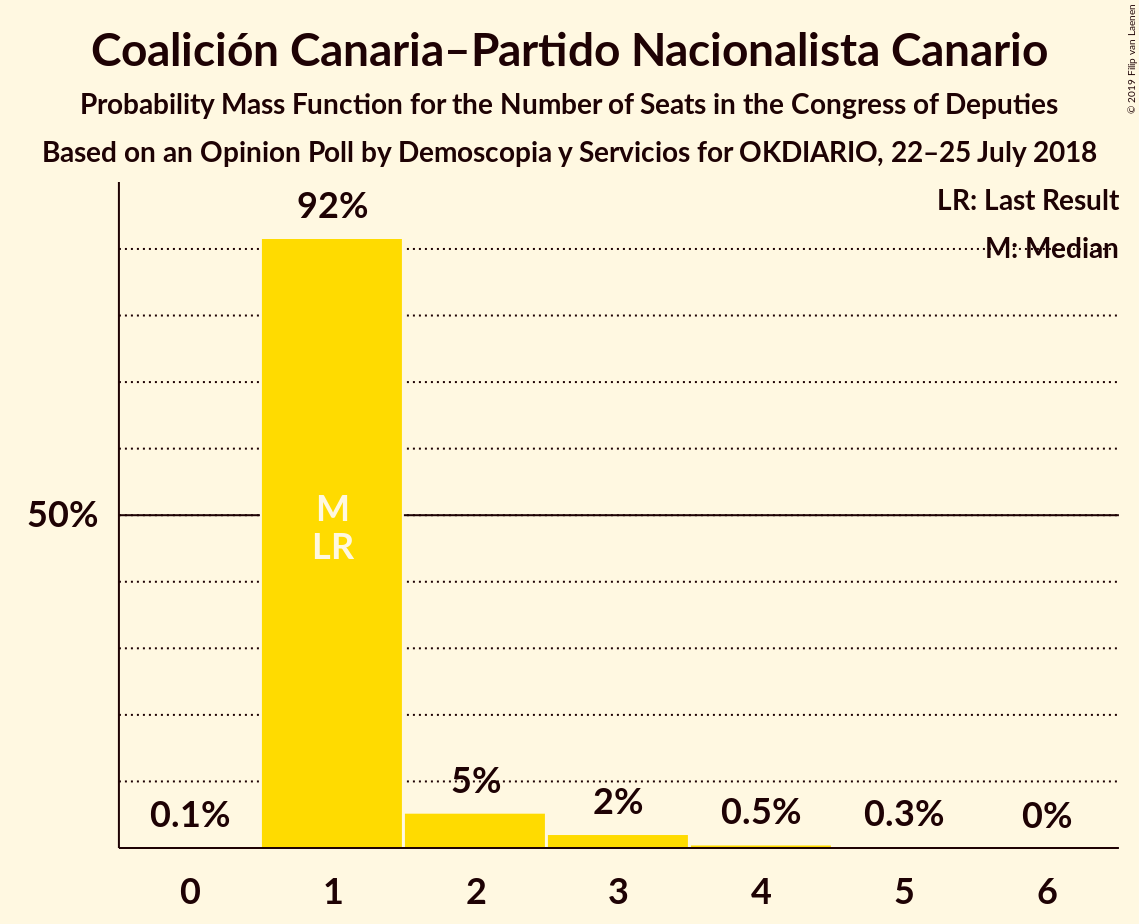 Coalición Canaria–Partido Nacionalista Canario
Probability Mass Function for the Number of Seats in the Congress of Deputies
Based on an Opinion Poll by Demoscopia y Servicios for OKDIARIO, 22–25 July 2018
© 2019 Filip van Laenen
LR: Last Result
M: Median
92%
50%
M
LR
0.1%
5%
2%
0.5%
0.3%
0%
0 1 2 3 4 5 6